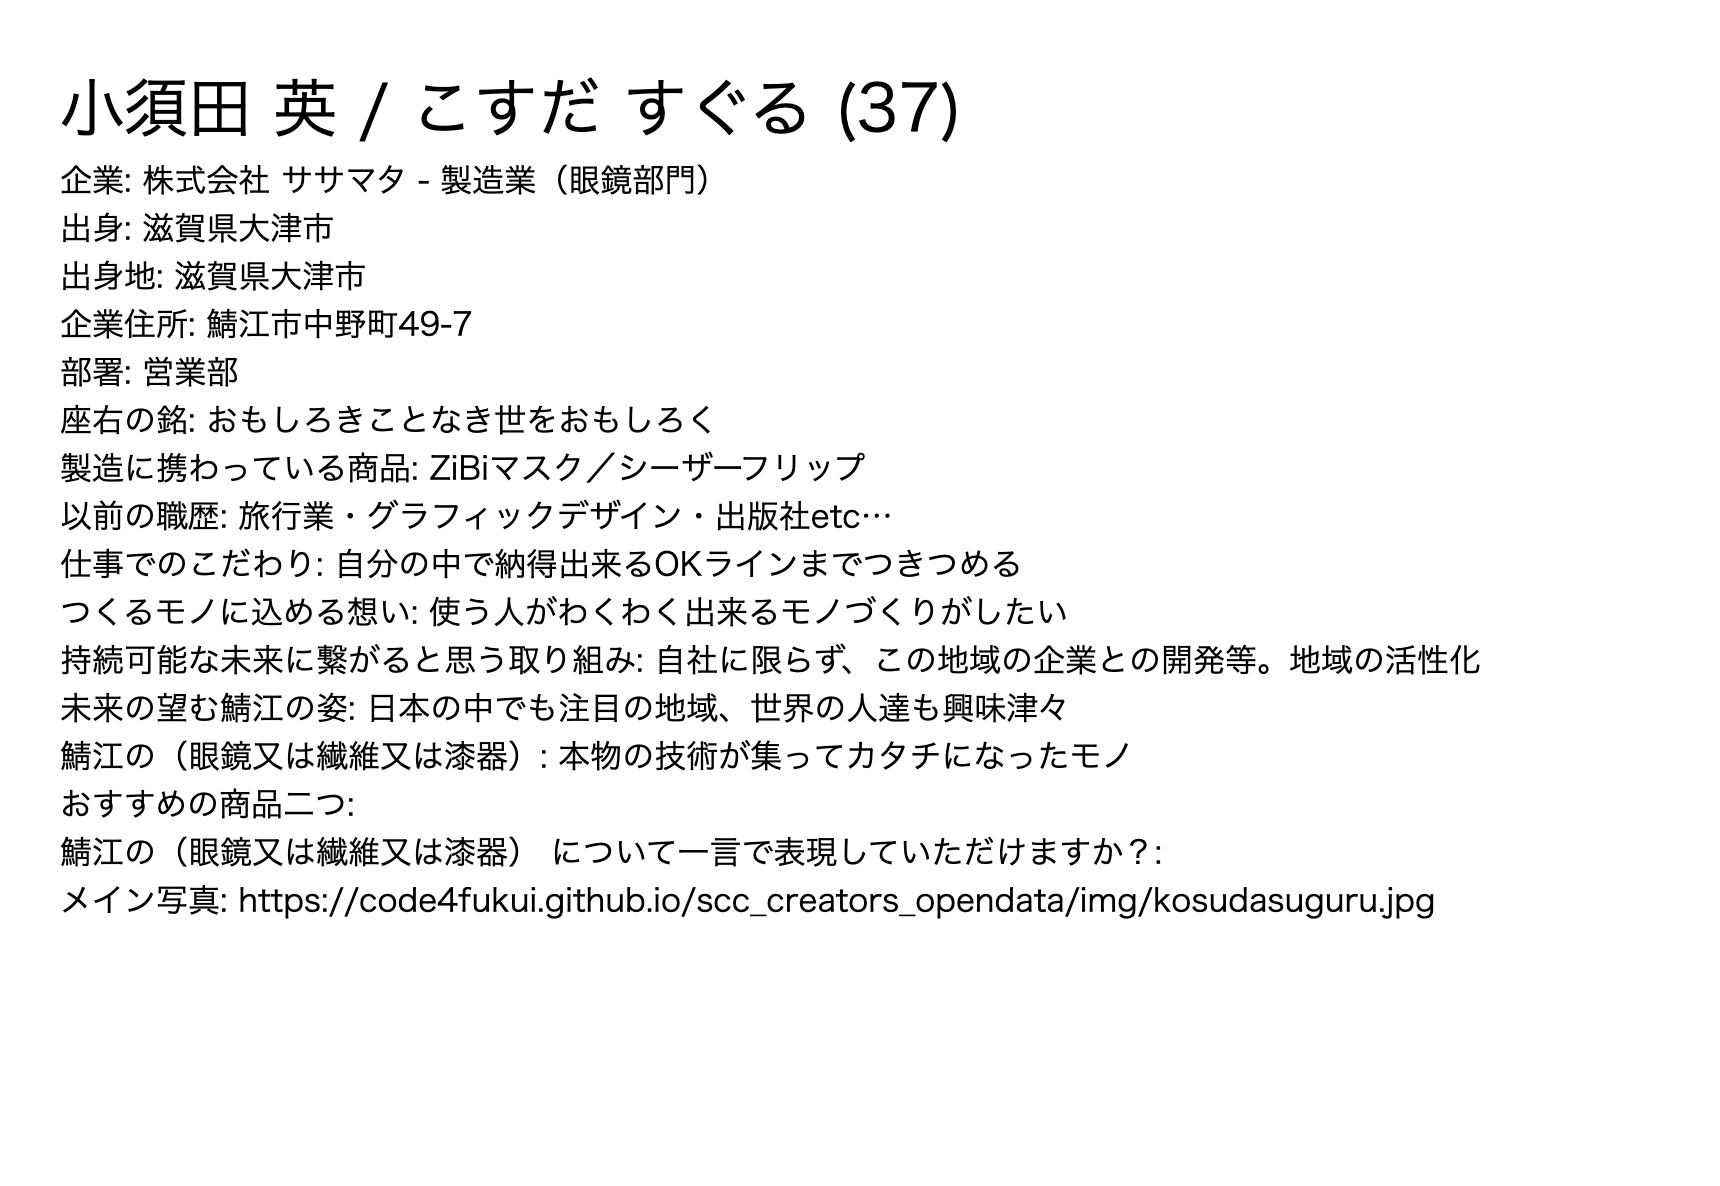 小須田 英 / こすだ すぐる (37)
企業: 株式会社 ササマタ - 製造業（眼鏡部門）
出身: 滋賀県大津市
出身地: 滋賀県大津市
企業住所: 鯖江市中野町49-7
部署: 営業部
座右の銘: おもしろきことなき世をおもしろく
製造に携わっている商品: ZiBiマスク／シーザーフリップ
以前の職歴: 旅行業・グラフィックデザイン・出版社etc…
仕事でのこだわり: 自分の中で納得出来るOKラインまでつきつめる
つくるモノに込める想い: 使う人がわくわく出来るモノづくりがしたい
持続可能な未来に繋がると思う取り組み: 自社に限らず、この地域の企業との開発等。地域の活性化
未来の望む鯖江の姿: 日本の中でも注目の地域、世界の人達も興味津々
鯖江の（眼鏡又は繊維又は漆器）: 本物の技術が集ってカタチになったモノ
おすすめの商品二つ:
鯖江の（眼鏡又は繊維又は漆器） について一言で表現していただけますか？:
メイン写真: https://code4fukui.github.io/scc_creators_opendata/img/kosudasuguru.jpg